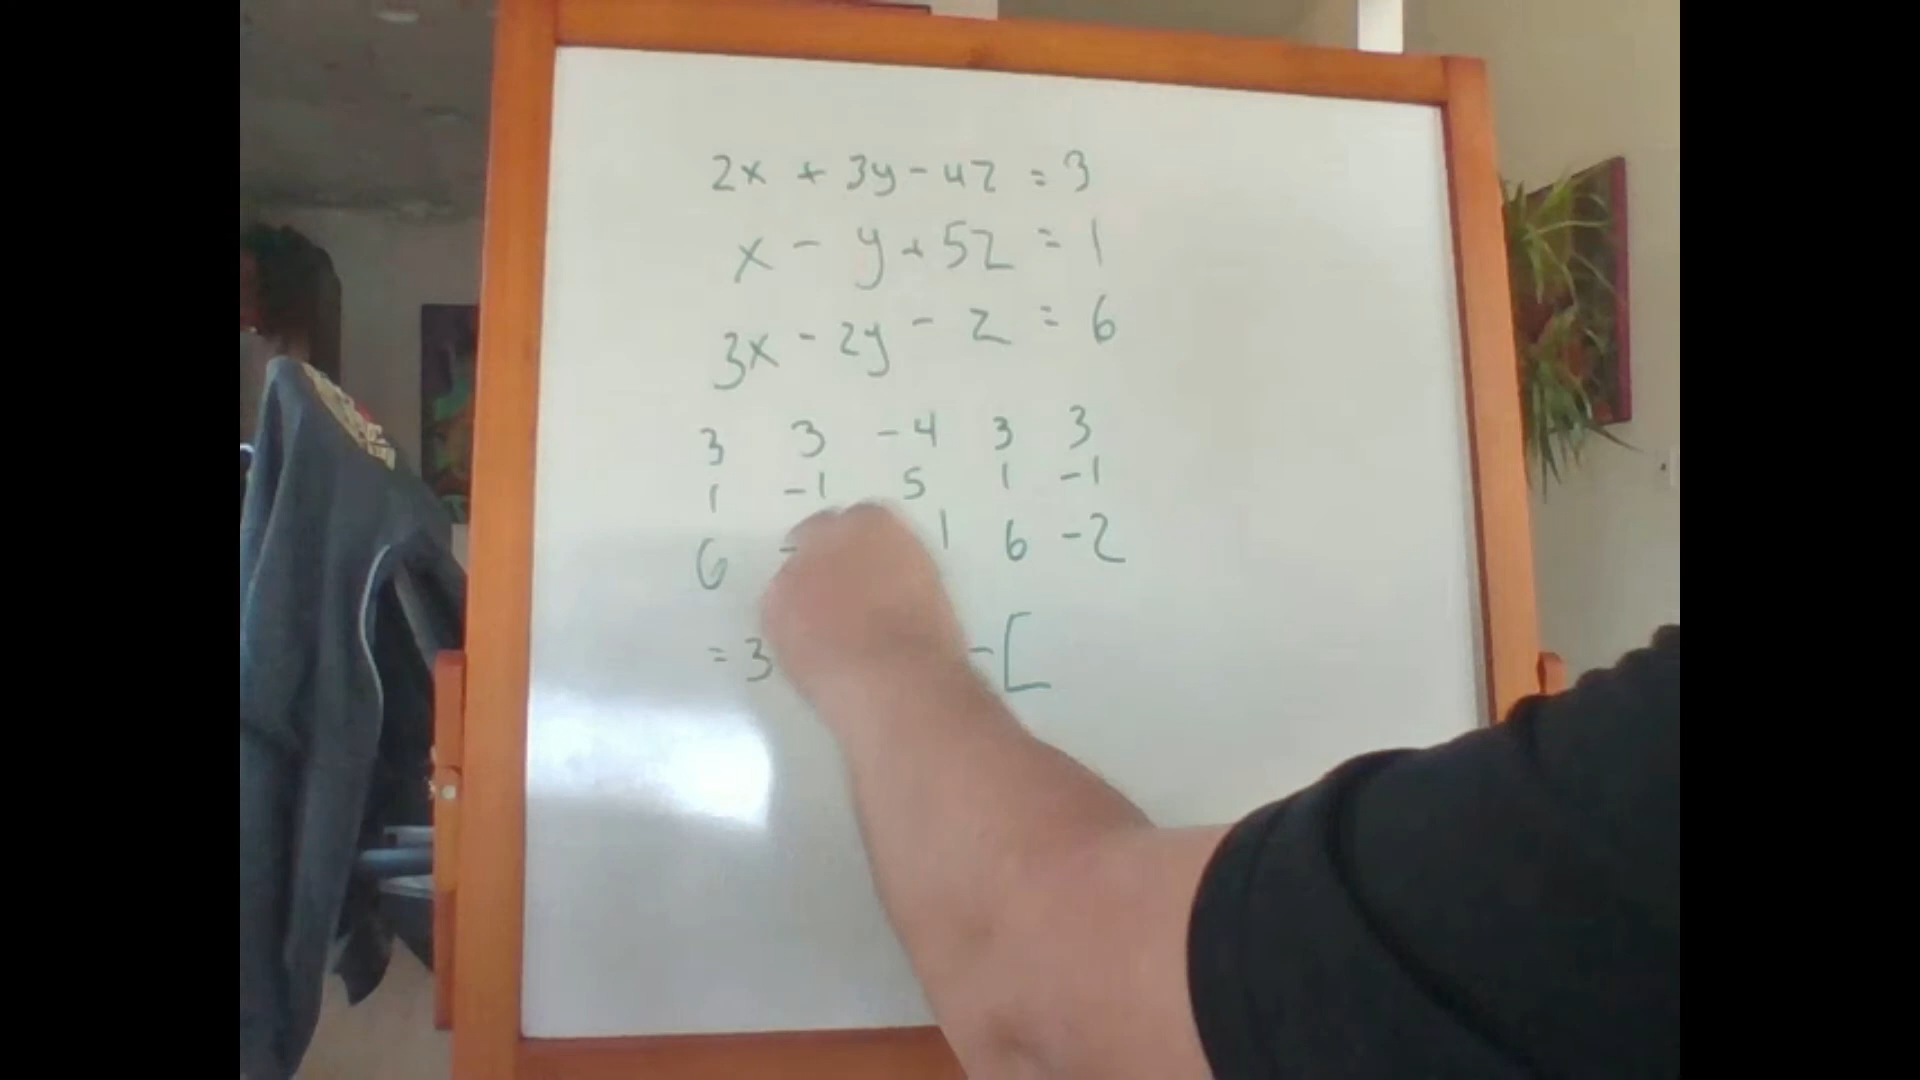 2x + 3y - 4z = 3
x - y + 5z = 1
3x - 2y - z = 6
3 3 -4 3 3
1 -1 5 1 -1
6 - 1 6 -2
= 3 - [